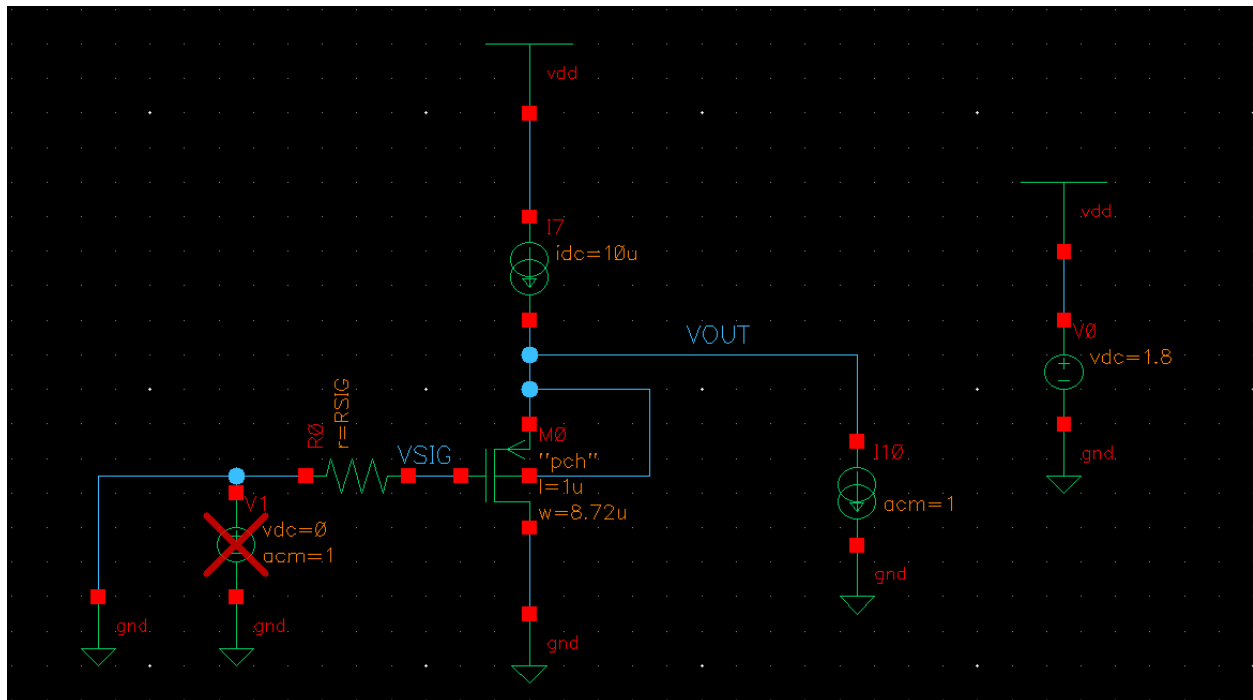 vdd
I7
idc=10u
vdd
VOUT
V0
vdc=1.8
R0
r=RSIG
VSIG
M0
"pch"
l=1u
w=8.72u
I10
acm=1
gnd
V1
vdc=0
acm=1
gnd
gnd
gnd
gnd